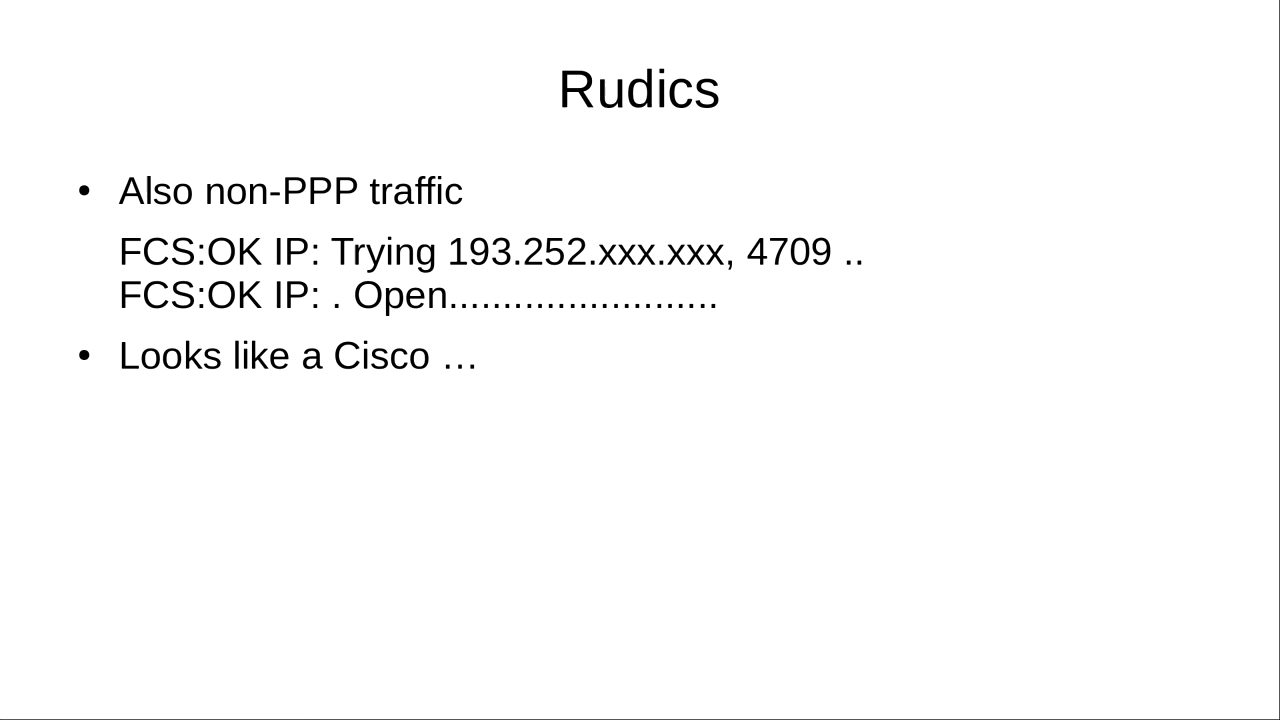 Rudics
• Also non-PPP traffic
FCS:OK IP: Trying 193.252.xxx.xxx, 4709 ..
FCS:OK IP: . Open.........................
• Looks like a Cisco …